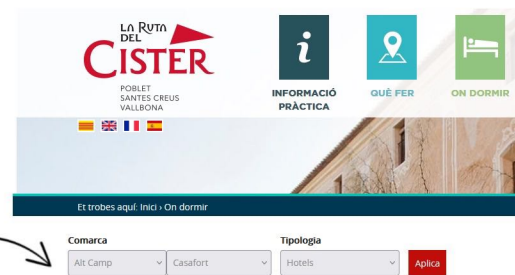 LA RUTA
DEL
CISTER
POBLET
SANTES CREUS
VALLBONA
i
INFORMACIÓ
PRÀCTICA
QUÈ FER
ON DORMIR
Et trobes aquí: Inici › On dormir
Comarca
Tipologia
Alt Camp
Casafort
Hotels
Aplica